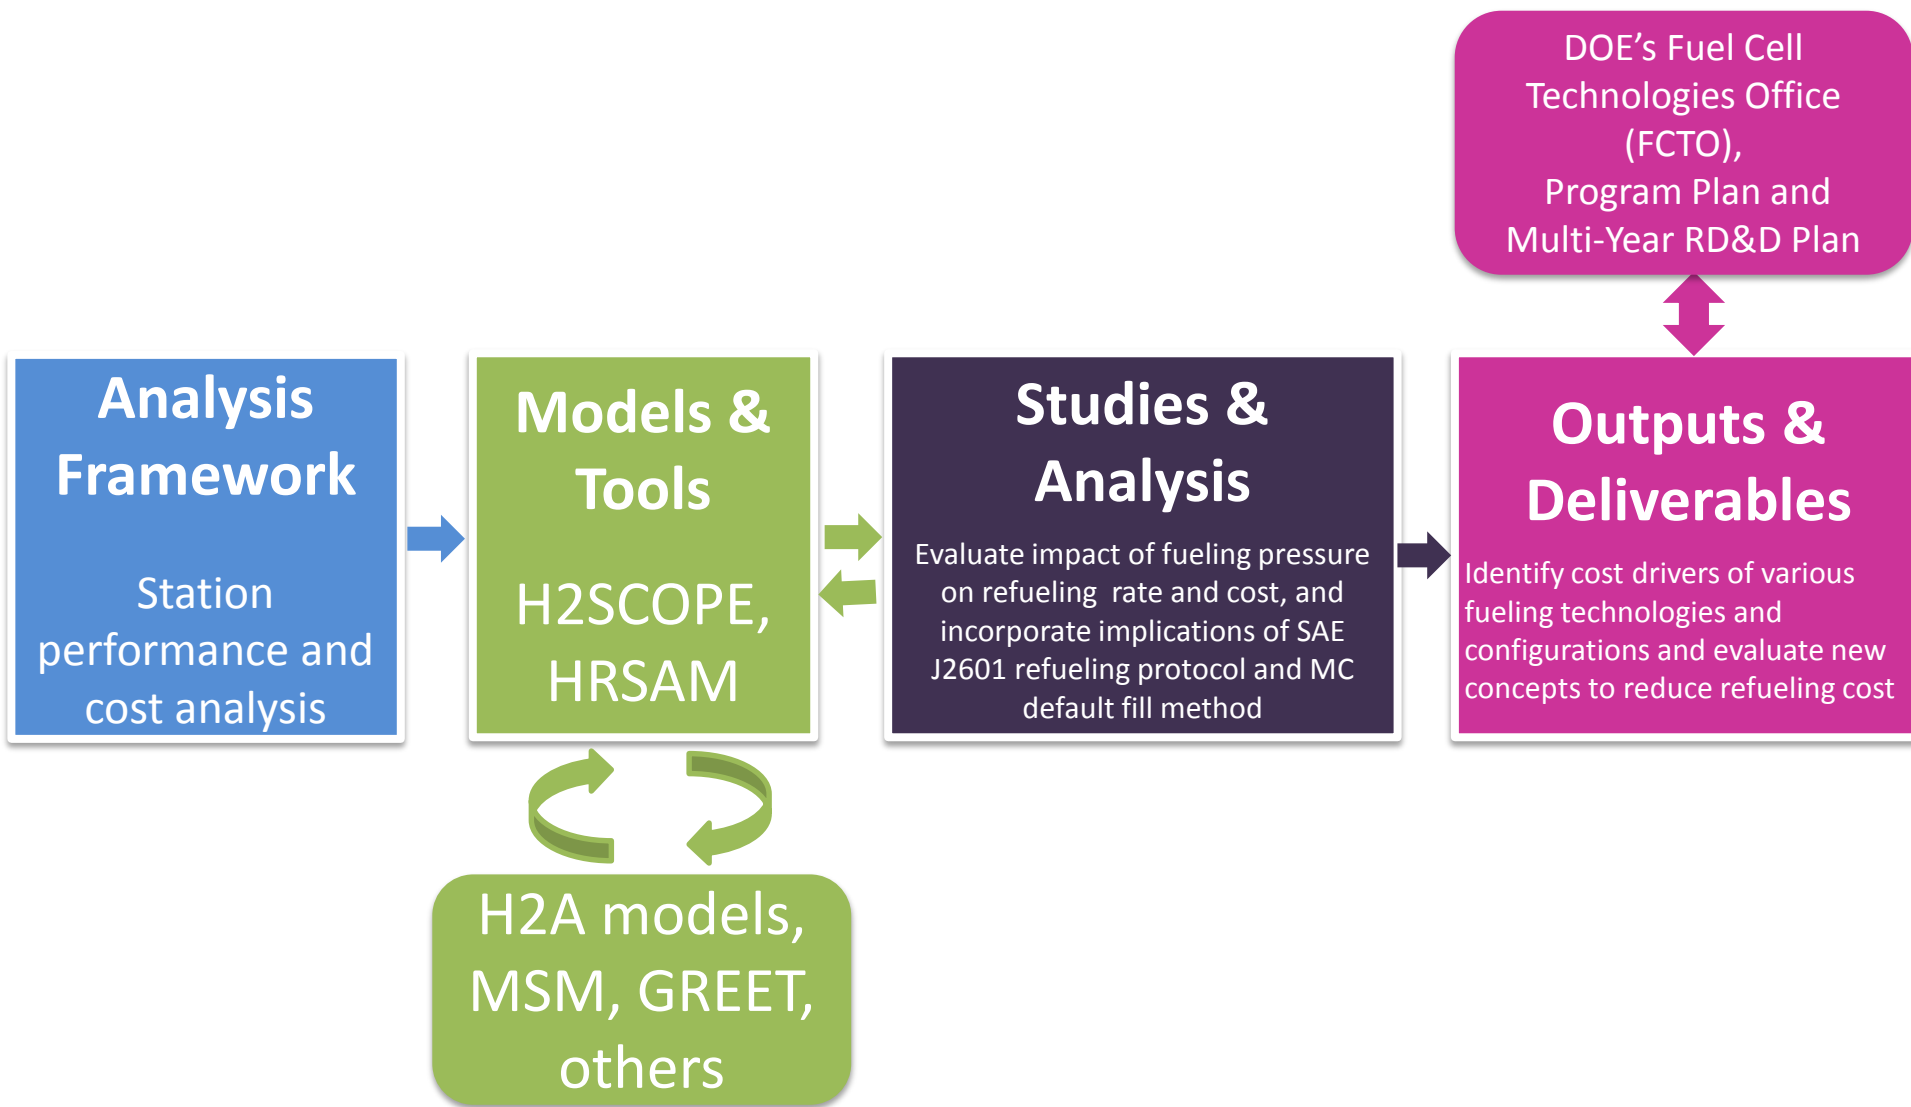 DOE’s Fuel Cell
Technologies Office
(FCTO),
Program Plan and
Multi-Year RD&D Plan
Analysis
Framework
Station
performance and
cost analysis
Models &
Tools
H2SCOPE,
HRSAM
Studies &
Analysis
Evaluate impact of fueling pressure
on refueling rate and cost, and
incorporate implications of SAE
J2601 refueling protocol and MC
default fill method
Outputs &
Deliverables
Identify cost drivers of various
fueling technologies and
configurations and evaluate new
concepts to reduce refueling cost
H2A models,
MSM, GREET,
others